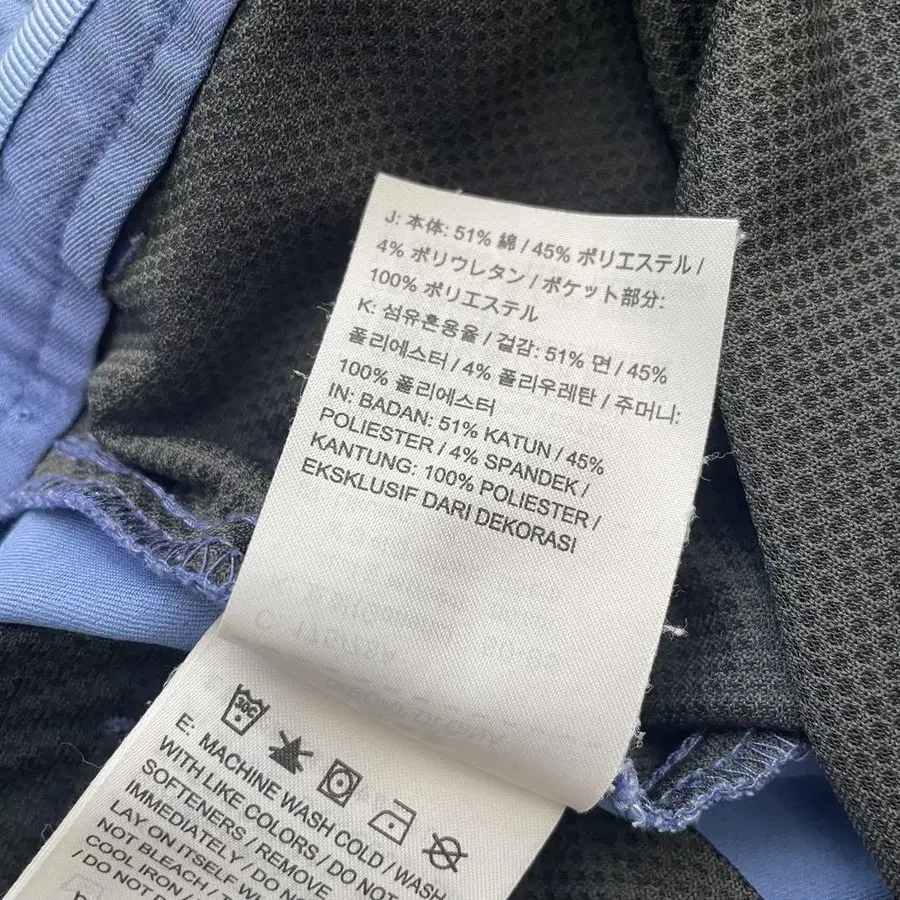 J: 本体: 51% 綿 / 45% ポリエステル /
4% ポリウレタン / ポケット部分:
100% ポリエステル
K: 섬유혼용율 / 겉감: 51% 면 / 45%
폴리에스터 / 4% 폴리우레탄 / 주머니:
100% 폴리에스터
IN: BADAN: 51% KATUN / 45%
POLIESTER / 4% SPANDEK /
KANTUNG: 100% POLIESTER /
EKSKLUSIF DARI DEKORASI
30C
E: MACHINE WASH COLD / WASH
WITH LIKE COLORS / DO NOT
SOFTENERS / REMOVE
IMMEDIATELY / DO NOT
LAY ON ITSELF
NOT BLEACH /
COOL IRON /
/ DO NOT